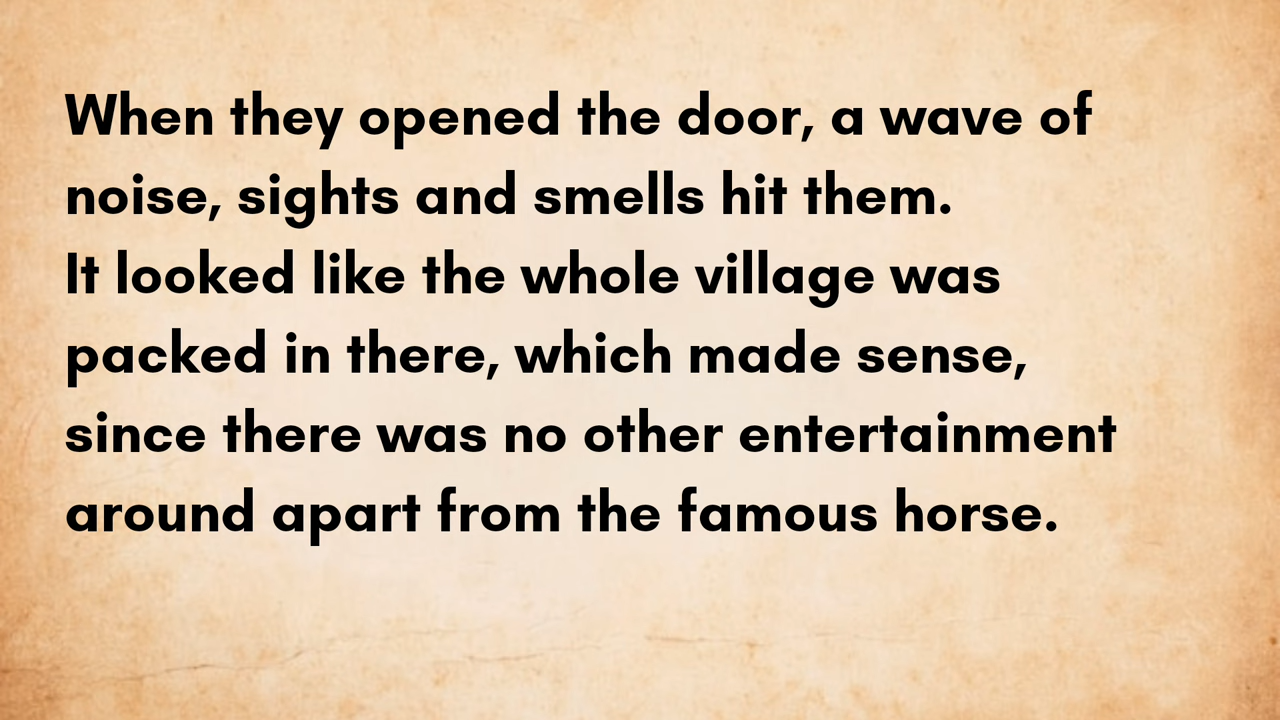 When they opened the door, a wave of
noise, sights and smells hit them.
It looked like the whole village was
packed in there, which made sense,
since there was no other entertainment
around apart from the famous horse.